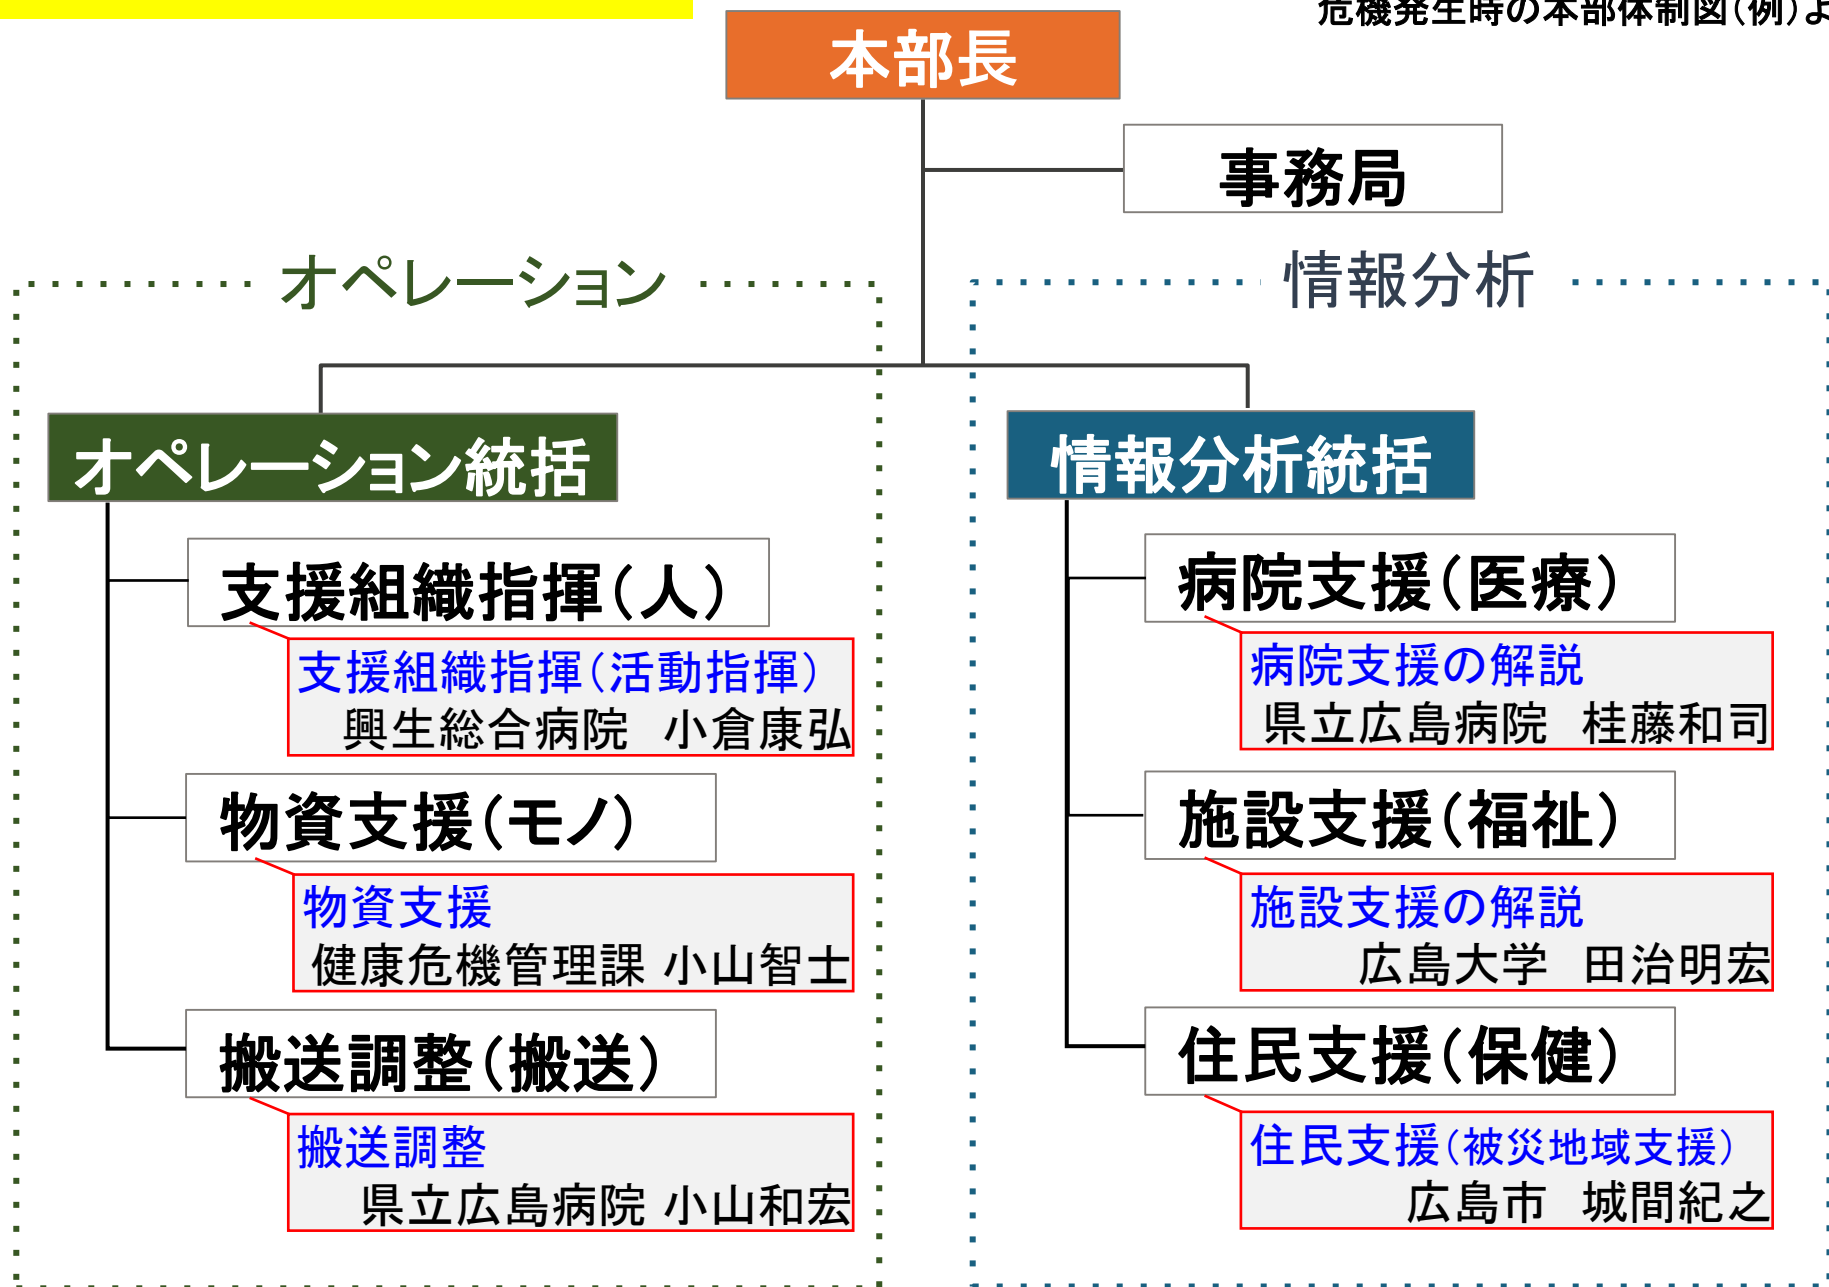 危機発生時の本部体制図(例)よ
本部長
事務局
オペレーション
情報分析
オペレーション統括
支援組織指揮(人)
支援組織指揮(活動指揮)
興生総合病院 小倉康弘
物資支援(モノ)
物資支援
健康危機管理課 小山智士
搬送調整(搬送)
搬送調整
県立広島病院 小山和宏
情報分析統括
病院支援(医療)
病院支援の解説
県立広島病院 桂藤和司
施設支援(福祉)
施設支援の解説
広島大学 田治明宏
住民支援(保健)
住民支援(被災地域支援)
広島市 城間紀之